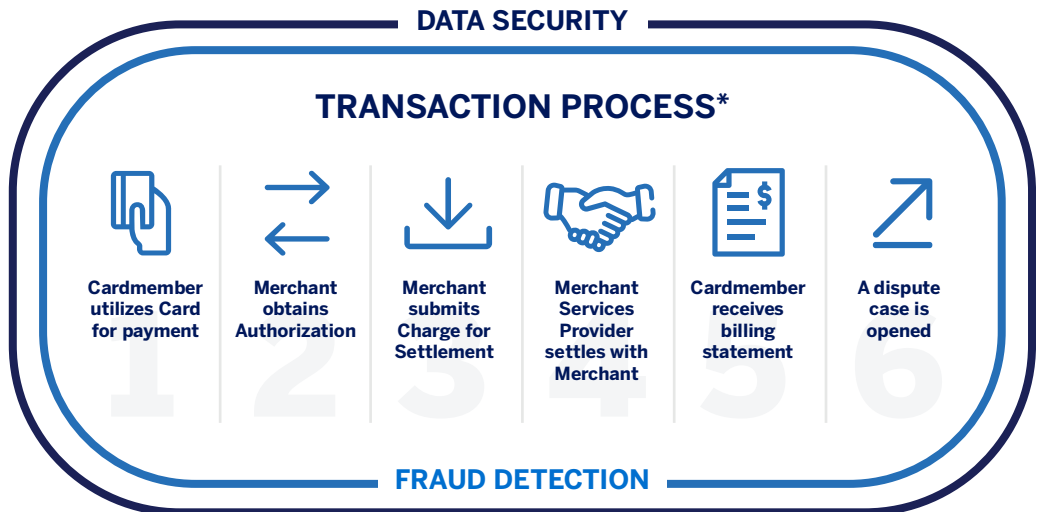 DATA SECURITY
TRANSACTION PROCESS*
$
1
Cardmember
utilizes Card
for payment
2
Merchant
obtains
Authorization
3
Merchant
submits
Charge for
Settlement
4
Merchant
Services
Provider
settles with
Merchant
5
Cardmember
receives
billing
statement
6
A dispute
case is
opened
FRAUD DETECTION